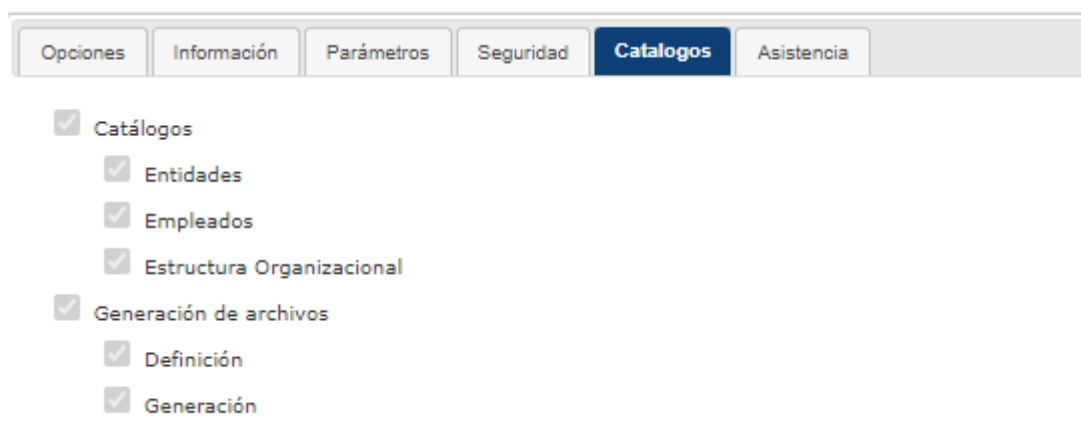 Opciones Información Parámetros Seguridad Catalogos Asistencia
Catálogos
Entidades
Empleados
Estructura Organizacional
Generación de archivos
Definición
Generación